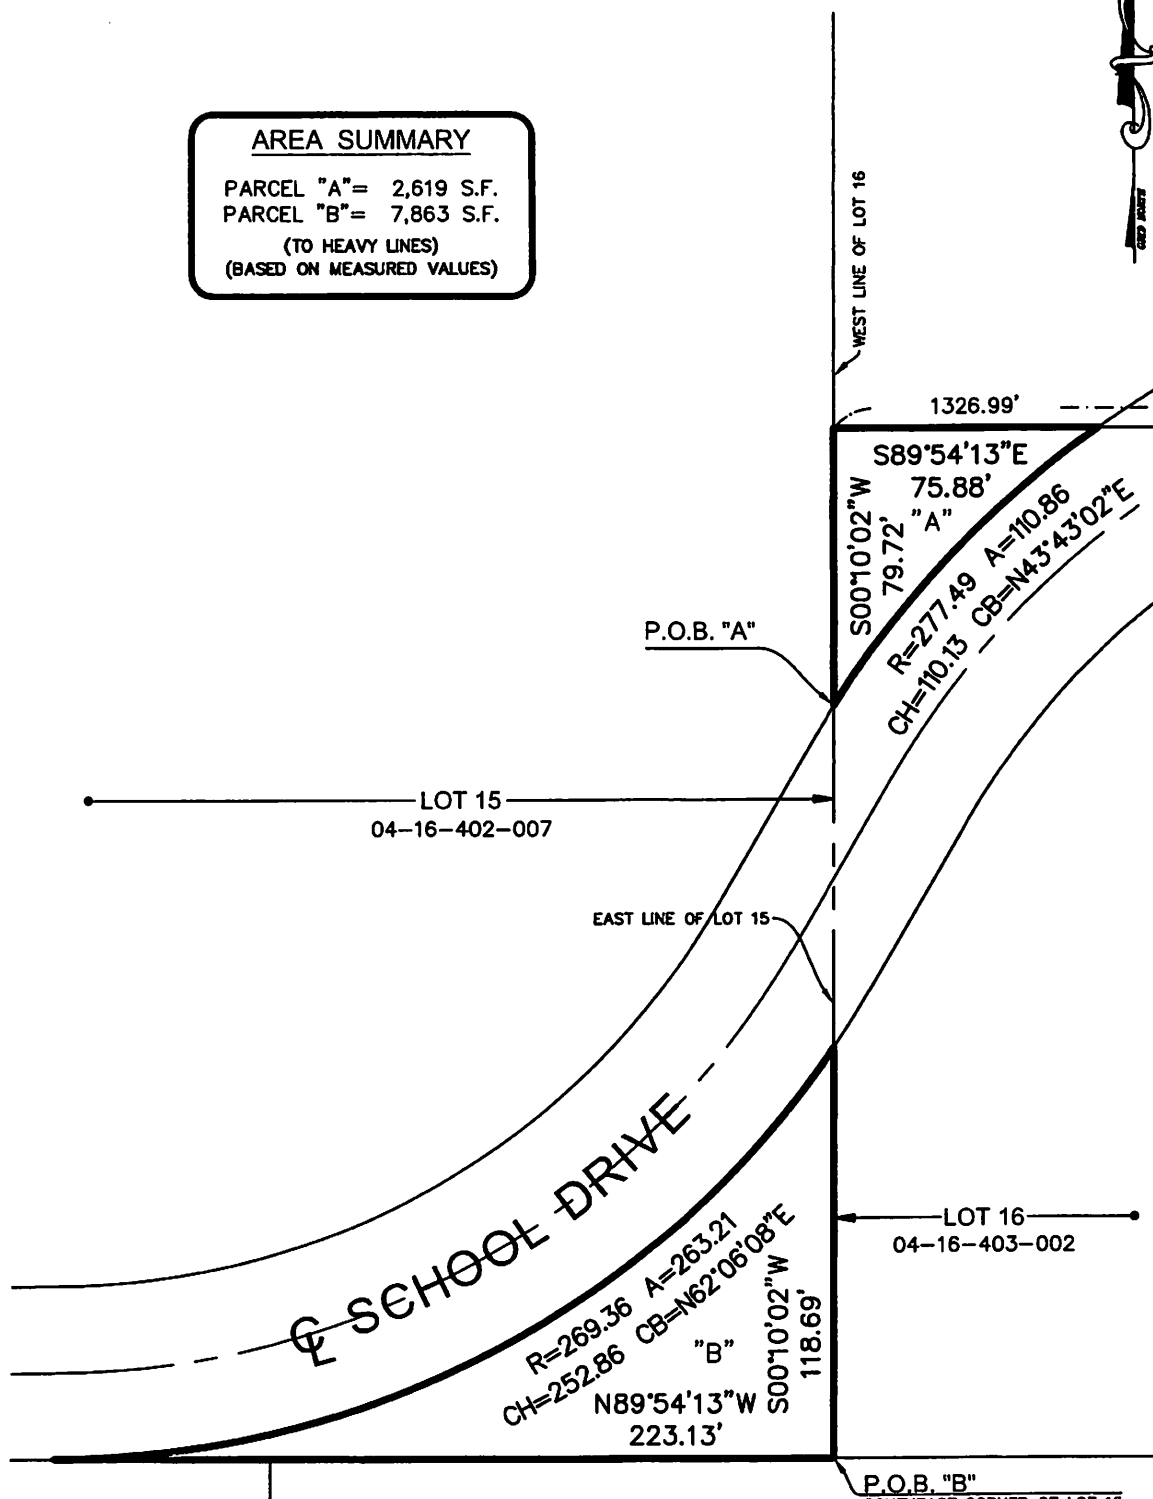 AREA SUMMARY
PARCEL "A"= 2,619 S.F.
PARCEL "B"= 7,863 S.F.
(TO HEAVY LINES)
(BASED ON MEASURED VALUES)
WEST LINE OF LOT 16
1326.99'
S89°54'13"E
75.88'
"A"
S00°10'02"W
79.72'
R=277.49 A=110.86
CH=110.13 CB=N43°43'02"E
P.O.B. "A"
LOT 15
04-16-402-007
EAST LINE OF LOT 15
℄ SCHOOL DRIVE
LOT 16
04-16-403-002
R=269.36 A=263.21
CH=252.86 CB=N62°06'08"E
"B"
S00°10'02"W
118.69'
N89°54'13"W
223.13'
P.O.B. "B"